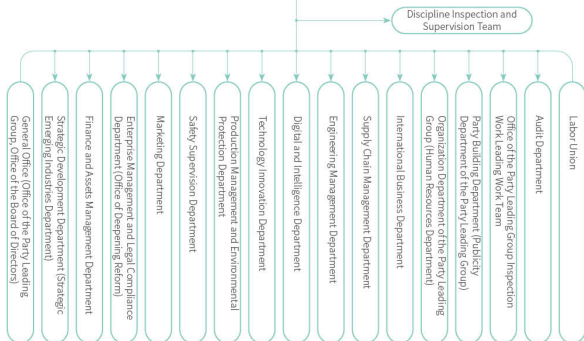 Discipline Inspection and
Supervision Team
General Office (Office of the Party Leading
Group, Office of the Board of Directors)
Strategic Development Department (Strategic
Emerging Industries Department)
Finance and Assets Management Department
Enterprise Management and Legal Compliance
Department (Office of Deepening Reform)
Marketing Department
Safety Supervision Department
Production Management and Environmental
Protection Department
Technology Innovation Department
Digital and Intelligence Department
Engineering Management Department
Supply Chain Management Department
International Business Department
Organization Department of the Party Leading
Group (Human Resources Department)
Party Building Department (Publicity
Department of the Party Leading Group)
Office of the Party Leading Group Inspection
Work Leading Work Team
Audit Department
Labor Union